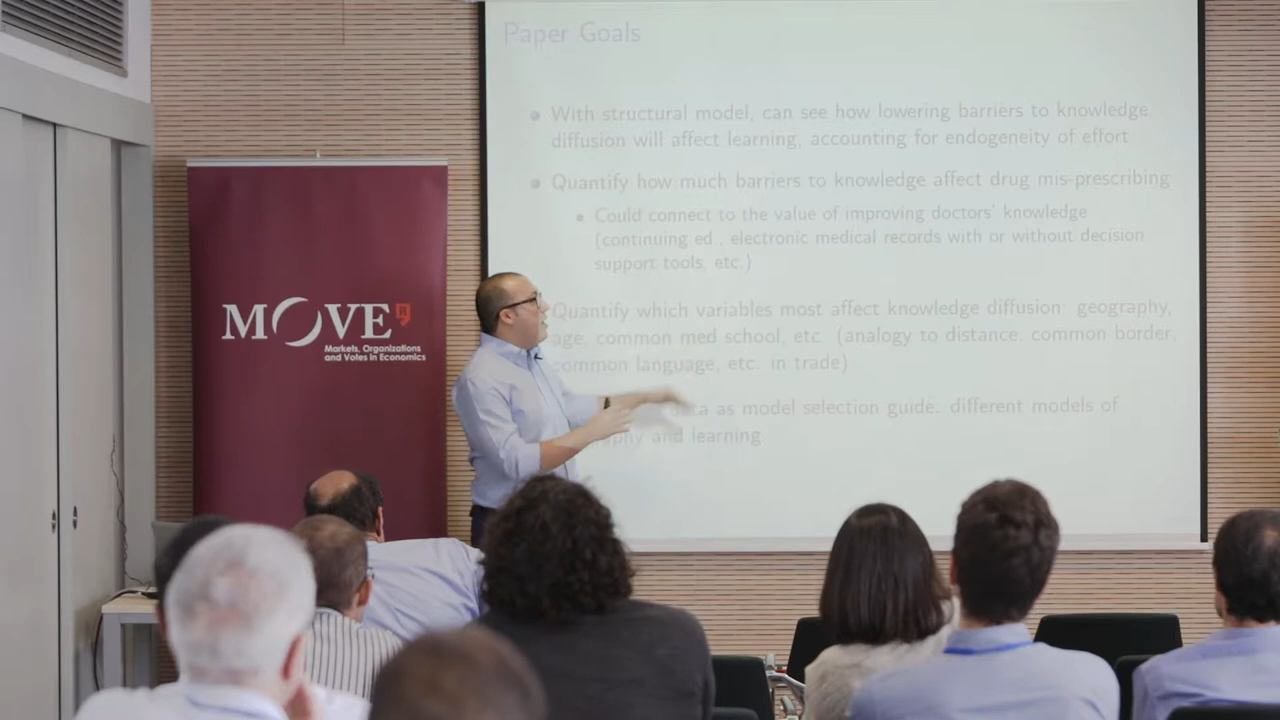 Paper Goals
With structural model, can see how lowering barriers to knowledge
diffusion will affect learning, accounting for endogeneity of effort
Quantify how much barriers to knowledge affect drug mis-prescribing
Could connect to the value of improving doctors' knowledge
(continuing ed., electronic medical records with or without decision
support tools, etc.)
Quantify which variables most affect knowledge diffusion: geography,
age, common med school, etc. (analogy to distance, common border,
common language, etc. in trade)
as model selection guide: different models of
and learning
MOVE
Markets, Organizations
and Votes in Economics